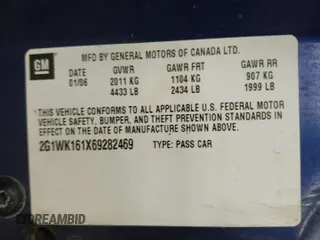 GM
MFD BY GENERAL MOTORS OF CANADA LTD.
DATE GVWR GAWR FRT GAWR RR
01/06 2011 KG 1104 KG 907 KG
4433 LB 2434 LB 1999 LB
THIS VEHICLE CONFORMS TO ALL APPLICABLE U.S. FEDERAL MOTOR
VEHICLE SAFETY, BUMPER, AND THEFT PREVENTION STANDARDS IN
EFFECT ON THE DATE OF MANUFACTURE SHOWN ABOVE.
2G1WK161X69282469 TYPE: PASS CAR
© AUTOBIDMASTER